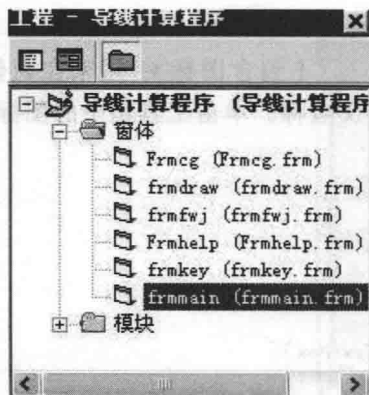 工程 - 导线计算程序
导线计算程序 (导线计算程序
窗体
Frmcg (Frmcg.frm)
frmdraw (frmdraw.frm)
frmfwj (frmfwj.frm)
Frmhelp (Frmhelp.frm)
frmkey (frmkey.frm)
frmmain (frmmain.frm)
模块